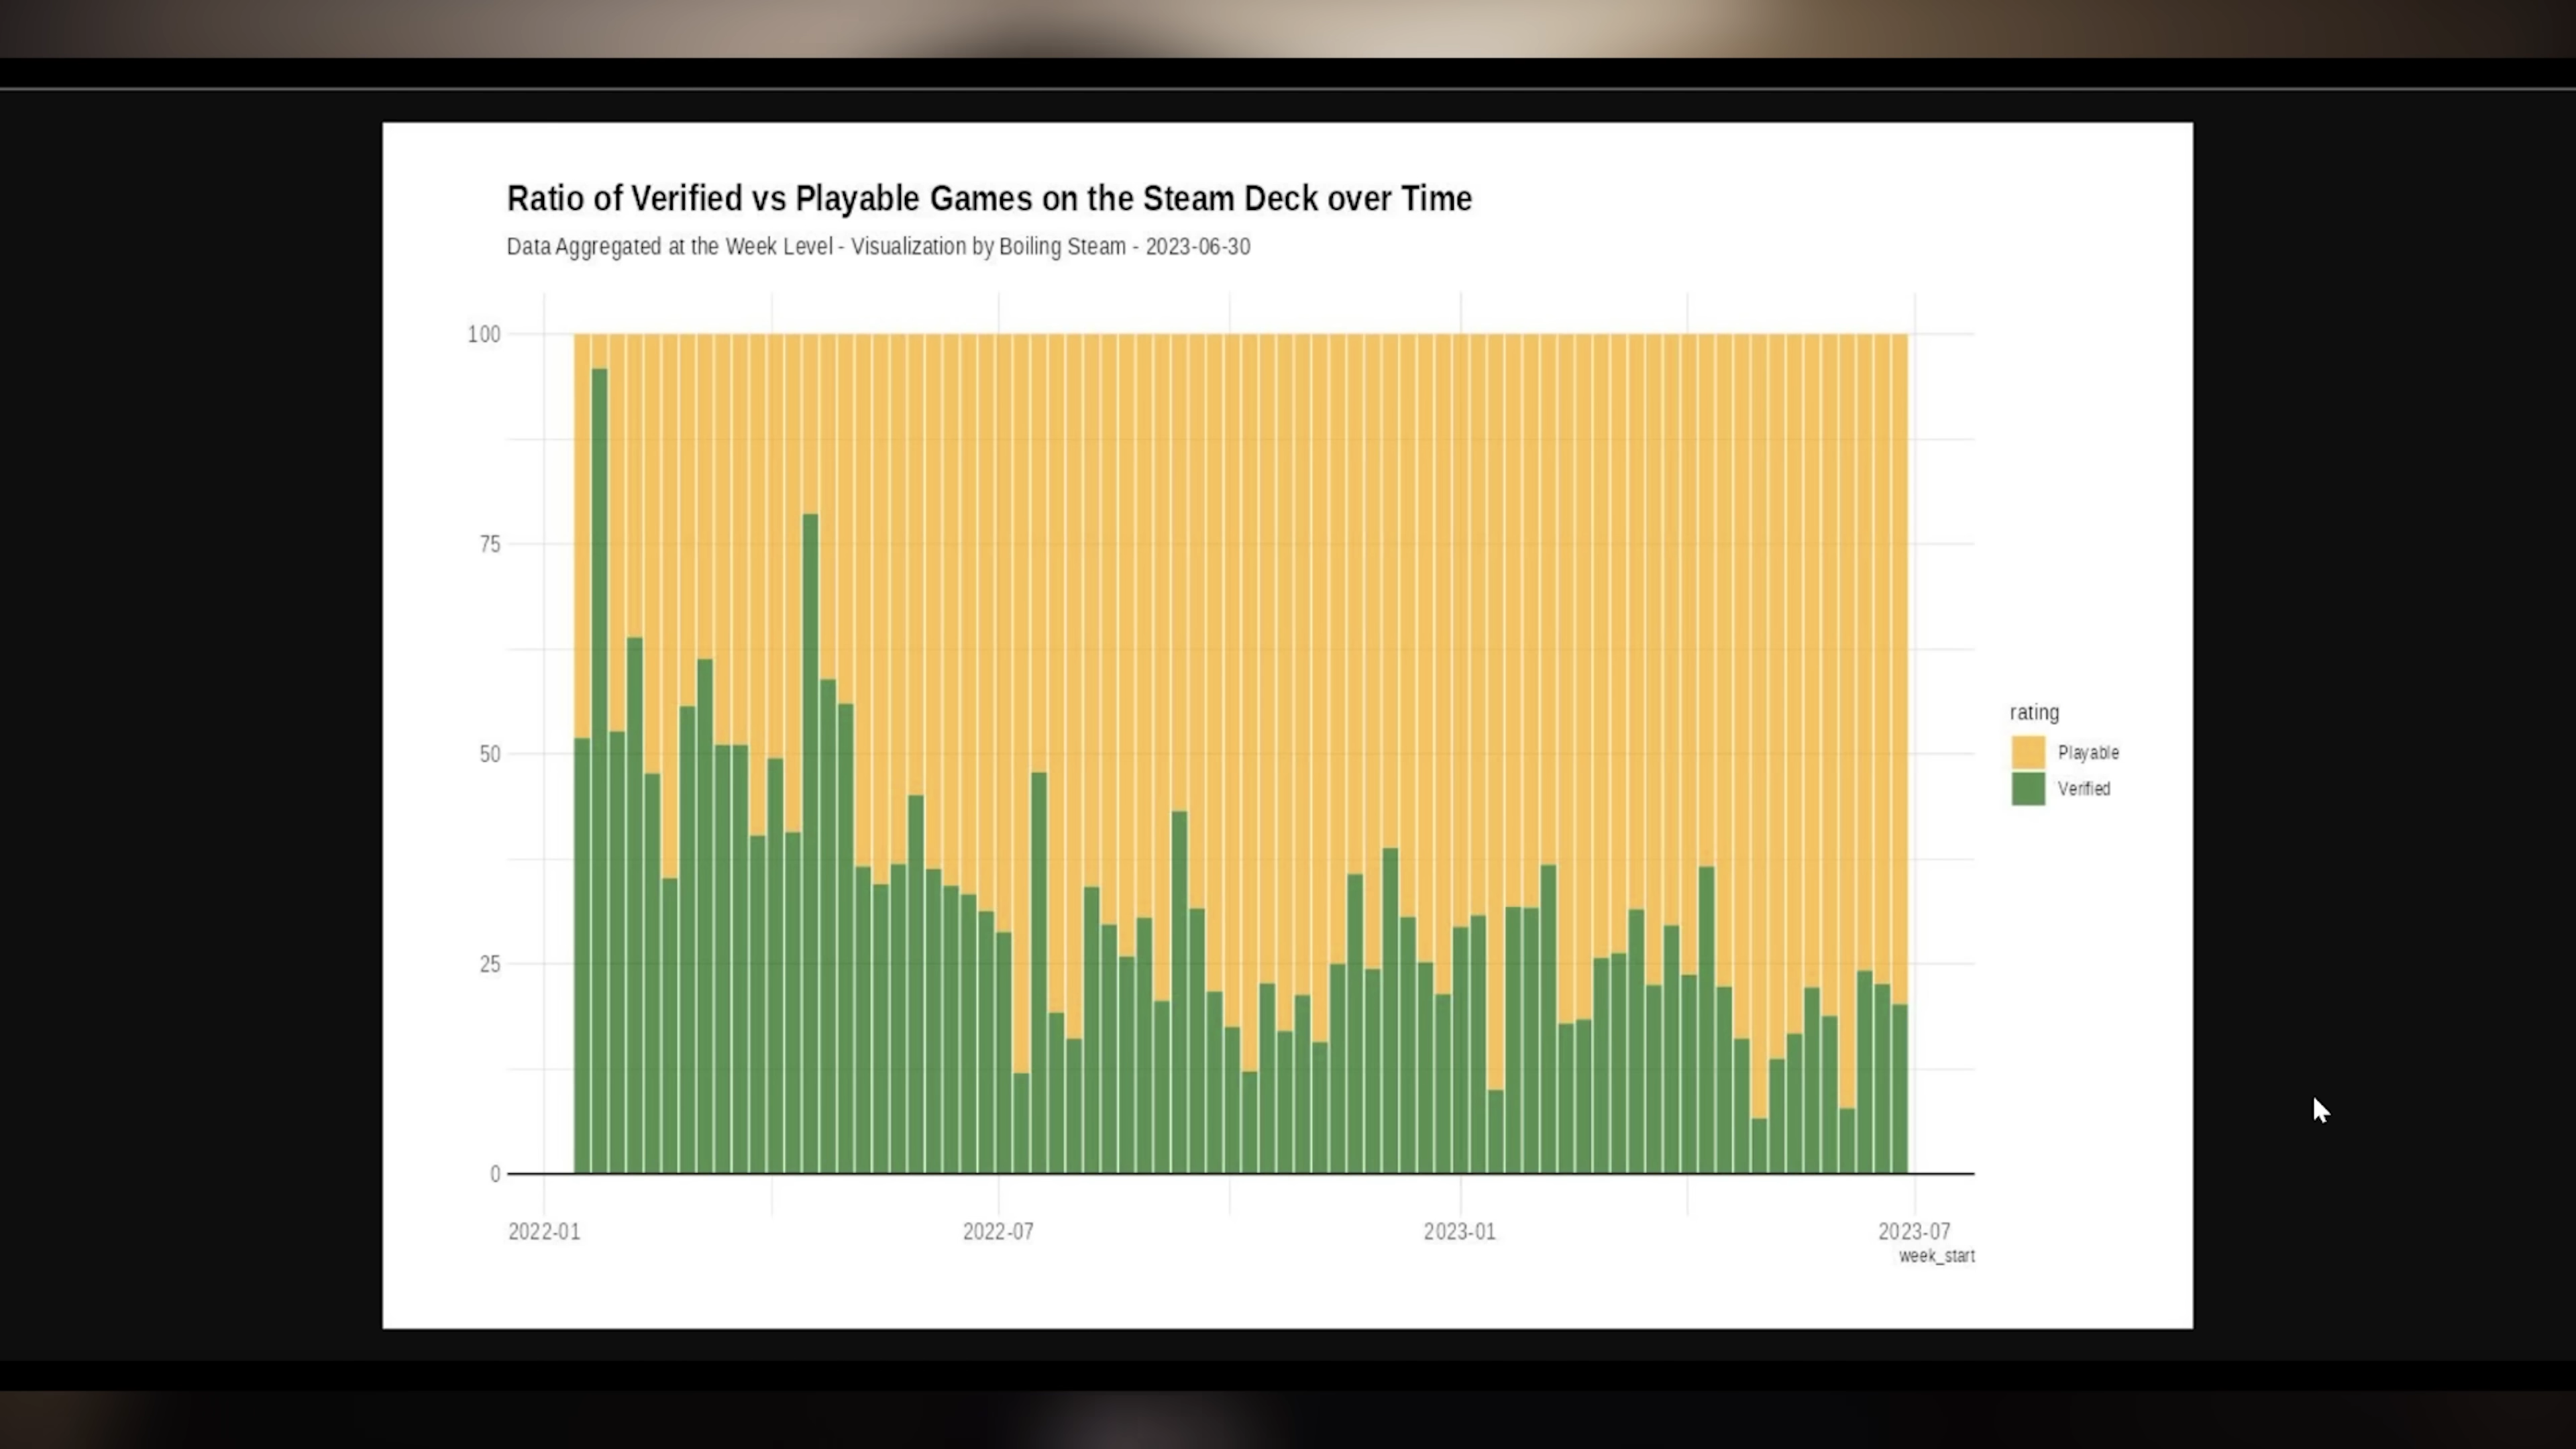 Ratio of Verified vs Playable Games on the Steam Deck over Time
Data Aggregated at the Week Level - Visualization by Boiling Steam - 2023-06-30
100
75
50
25
0
2022-01
2022-07
2023-01
2023-07
week_start
rating
Playable
Verified